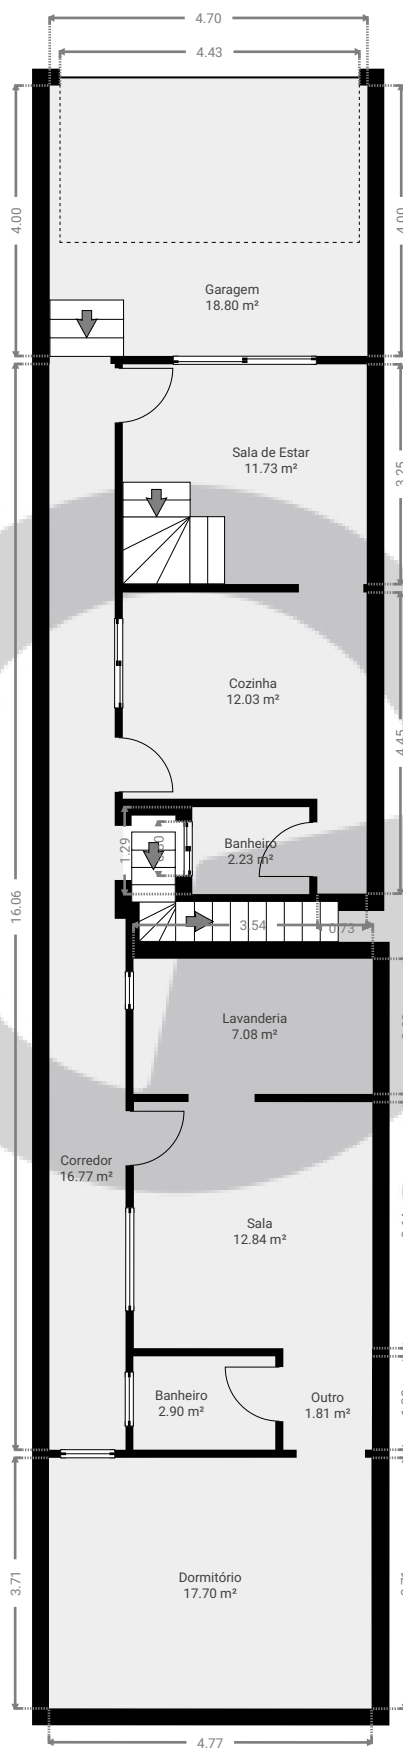 4.70
4.43
4.00
4.00
Garagem
18.80 m²
Sala de Estar
11.73 m²
3.25
Cozinha
12.03 m²
4.45
Banheiro
2.23 m²
1.29
16.06
3.54
0.73
Lavanderia
7.08 m²
Corredor
16.77 m²
Sala
12.84 m²
Banheiro
2.90 m²
Outro
1.81 m²
3.71
Dormitório
17.70 m²
4.77